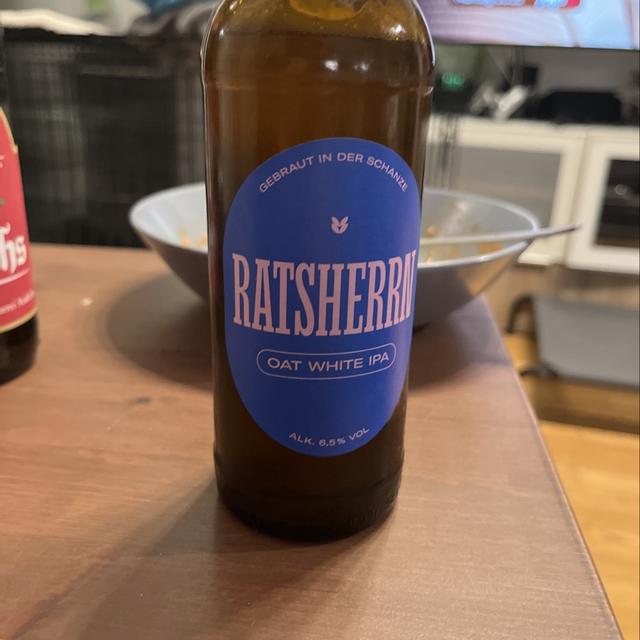 GEBRAUT IN DER SCHANZE
RATSHERRN
OAT WHITE IPA
ALK. 6,5% VOL